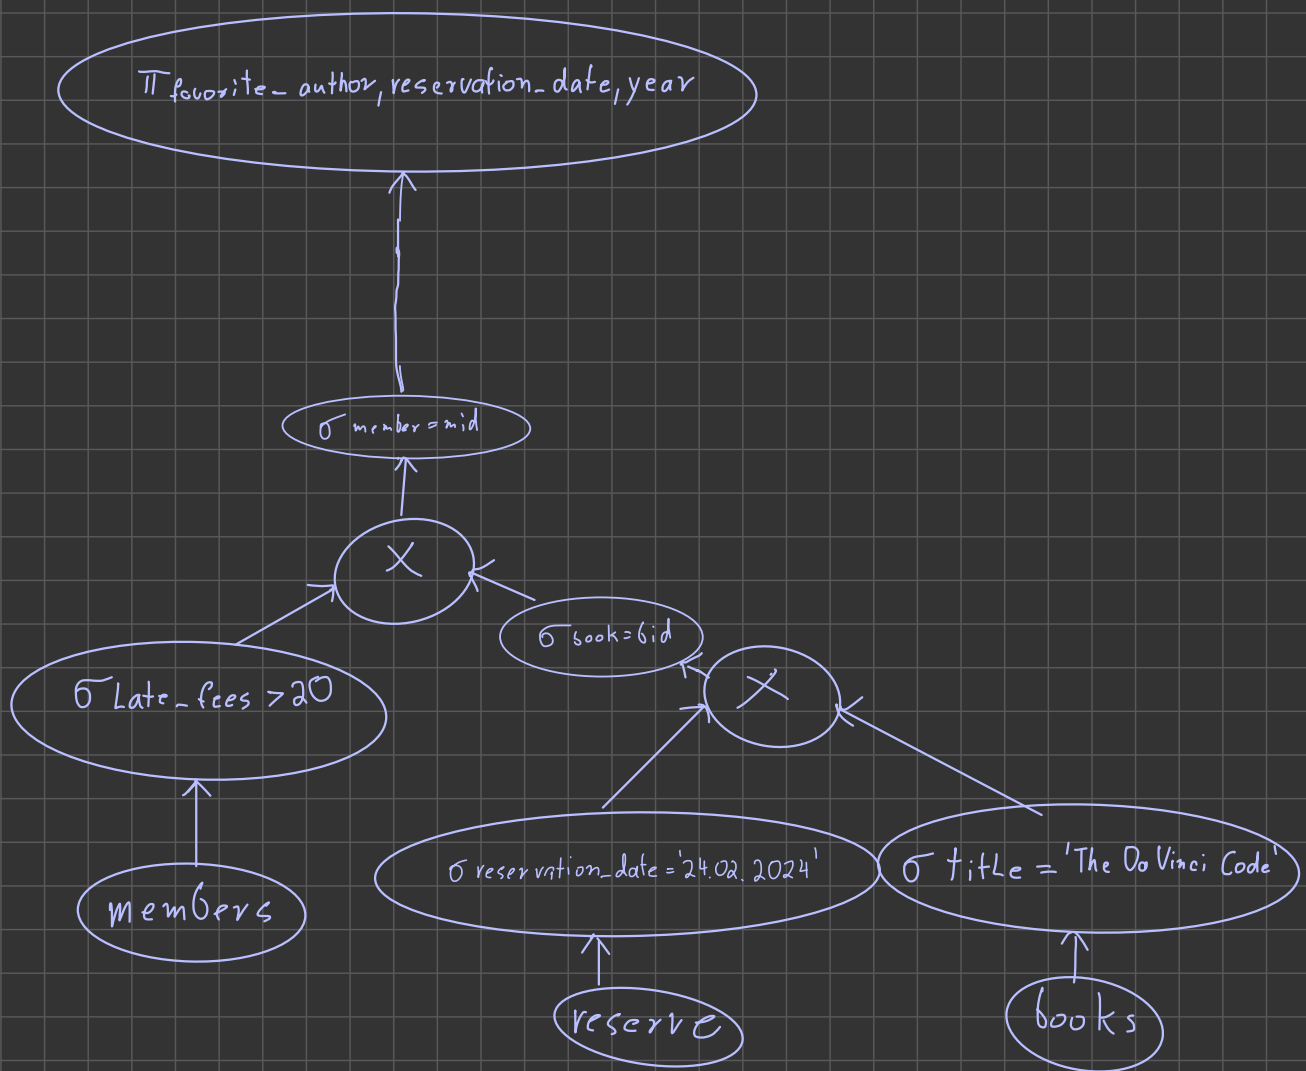 π favorite_author, reservation_date, year
σ member=mid
X
σ book=bid
X
σ Late_fees >20
σ reservation_date='24.02.2024'
σ title = 'The Da Vinci Code'
members
reserve
books